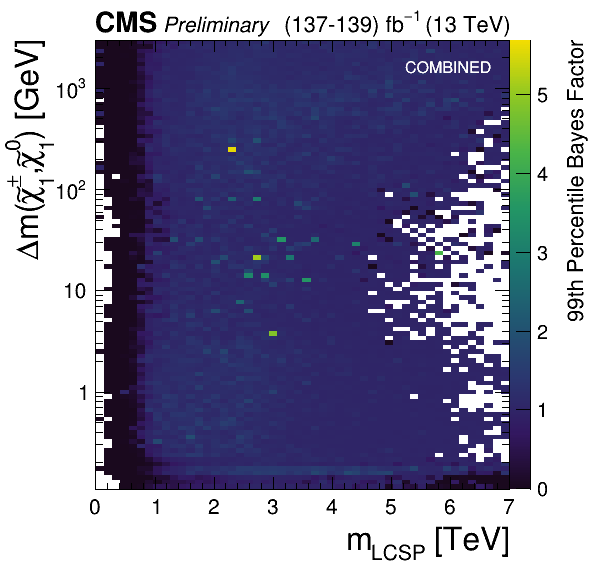 CMS Preliminary (137-139) fb⁻¹ (13 TeV)
COMBINED
Δm(χ̃₁±,χ̃₁⁰) [GeV]
10³
10²
10
1
0 1 2 3 4 5 6 7
m_LCSP [TeV]
5
4
3
2
1
0
99th Percentile Bayes Factor